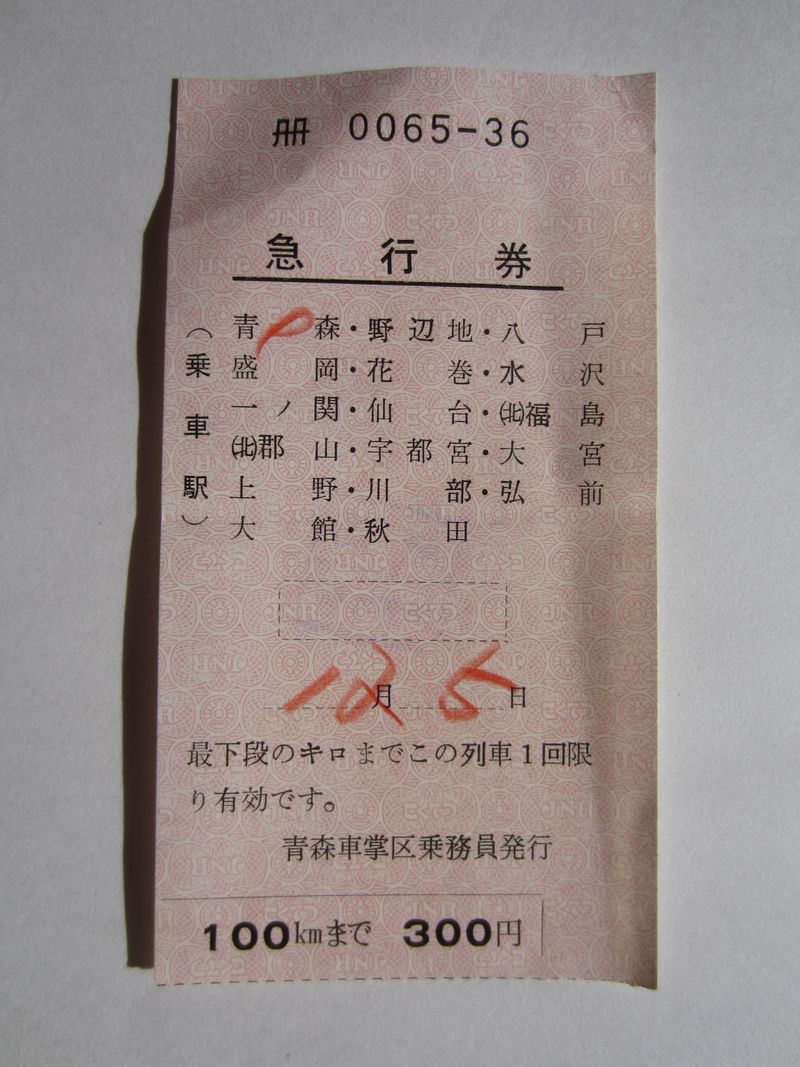 冊 0065-36
急行券
(乗車駅)
青森・野辺地・八戸
盛岡・花巻・水沢
一ノ関・仙台・㈳福島
㈳郡山・宇都宮・大宮
上野・川部・弘前
大館・秋田
JNR
10月5日
最下段のキロまでこの列車1回限
り有効です。
青森車掌区乗務員発行
100kmまで 300円